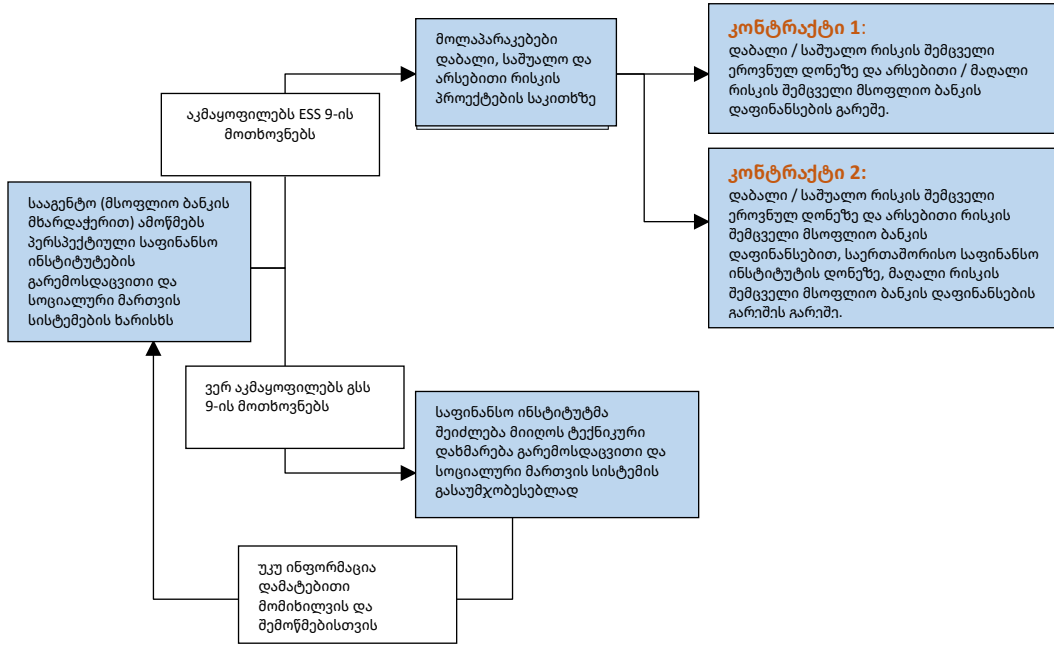 სააგენტო (მსოფლიო ბანკის
მხარდაჭერით) ამოწმებს
პერსპექტიული საფინანსო
ინსტიტუტების
გარემოსდაცვითი და
სოციალური მართვის
სისტემების ხარისხს
აკმაყოფილებს ESS 9-ის
მოთხოვნებს
მოლაპარაკებები
დაბალი, საშუალო და
არსებითი რისკის
პროექტების საკითხზე
კონტრაქტი 1:
დაბალი / საშუალო რისკის შემცველი
ეროვნულ დონეზე და არსებითი / მაღალი
რისკის შემცველი მსოფლიო ბანკის
დაფინანსების გარეშე.
კონტრაქტი 2:
დაბალი / საშუალო რისკის შემცველი
ეროვნულ დონეზე და არსებითი რისკის
შემცველი მსოფლიო ბანკის
დაფინანსებით, საერთაშორისო საფინანსო
ინსტიტუტის დონეზე, მაღალი რისკის
შემცველი მსოფლიო ბანკის დაფინანსების
გარეშეს გარეშე.
ვერ აკმაყოფილებს გსს
9-ის მოთხოვნებს
საფინანსო ინსტიტუტმა
შეიძლება მიიღოს ტექნიკური
დახმარება გარემოსდაცვითი და
სოციალური მართვის სისტემის
გასაუმჯობესებლად
უკუ ინფორმაცია
დამატებითი
მომიხილვის და
შემოწმებისთვის